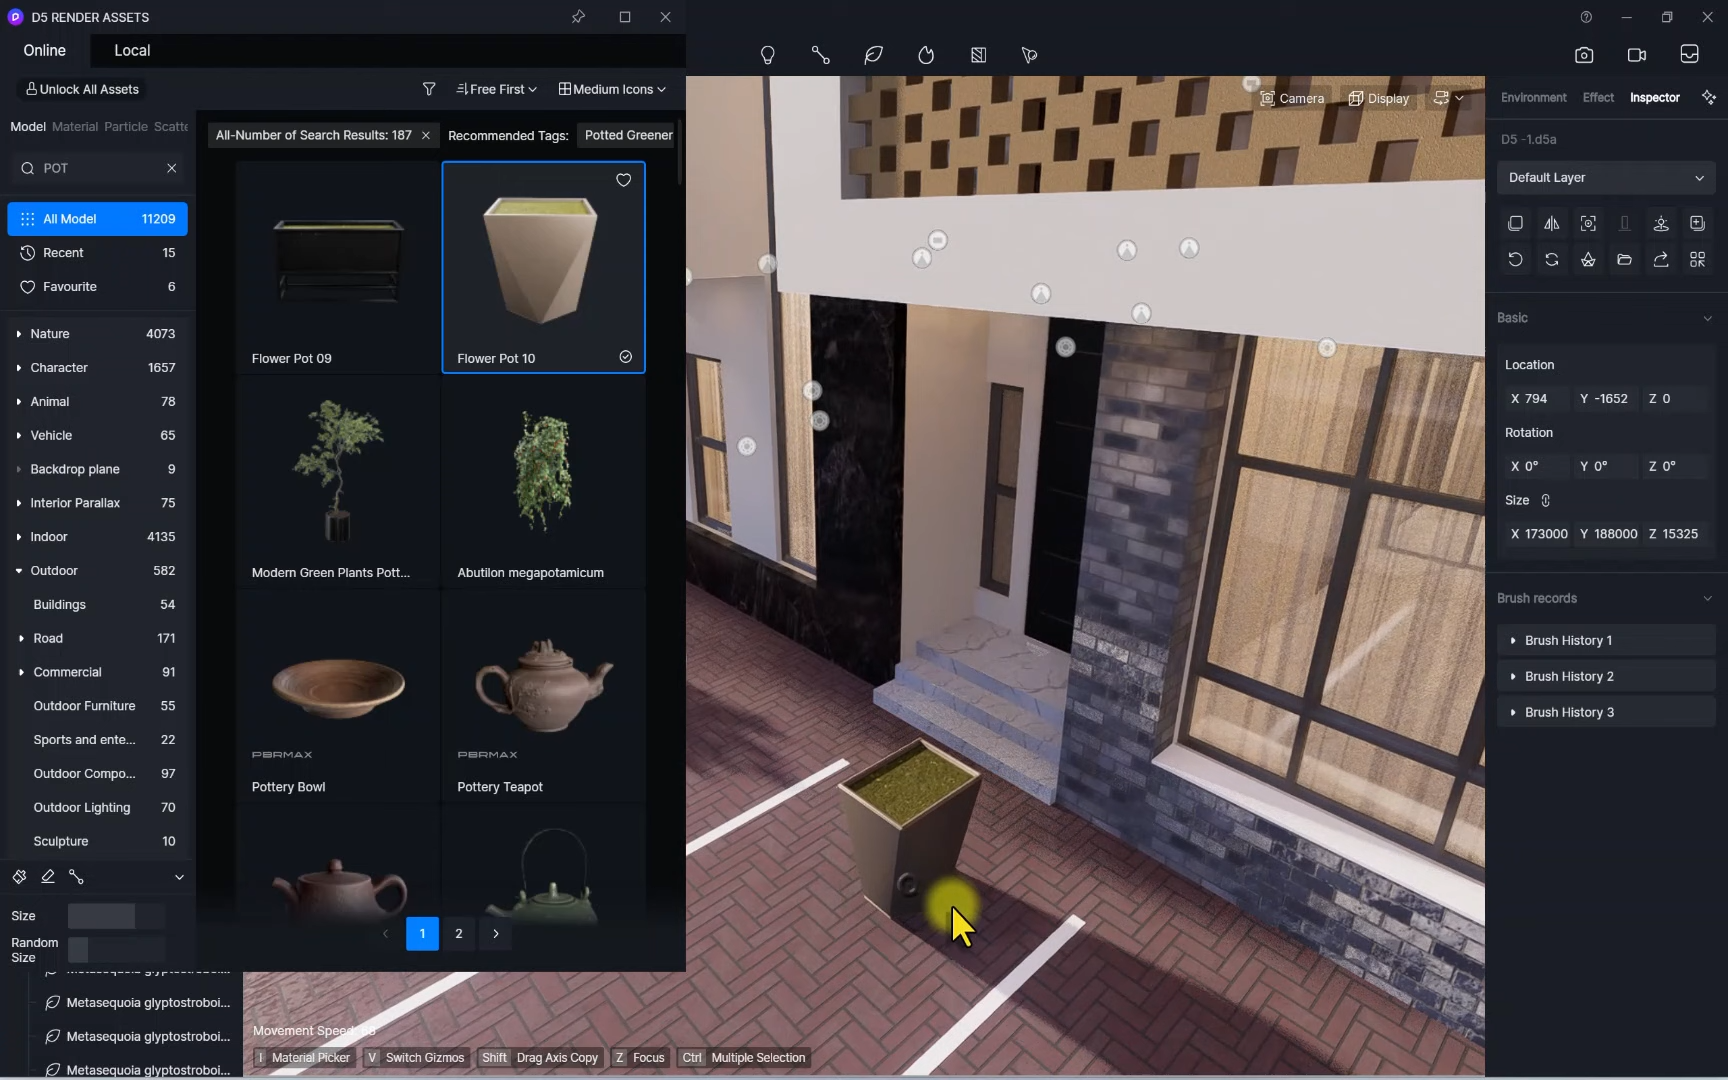 D5 RENDER ASSETS
Online Local
Unlock All Assets Free First Medium Icons
Model Material Particle Scatte
POT
All Model 11209
Recent 15
Favourite 6
Nature 4073
Character 1657
Animal 78
Vehicle 65
Backdrop plane 9
Interior Parallax 75
Indoor 4135
Outdoor 582
Buildings 54
Road 171
Commercial 91
Outdoor Furniture 55
Sports and ente... 22
Outdoor Compo... 97
Outdoor Lighting 70
Sculpture 10
Size
Random
Size
Metasequoia glyptostroboi...
Metasequoia glyptostroboi...
Metasequoia glyptostroboi...
Metasequoia glyptostroboi...
All-Number of Search Results: 187 Recommended Tags: Potted Greener
Flower Pot 09 Flower Pot 10
Modern Green Plants Pott... Abutilon megapotamicum
PBRMAX PBRMAX
Pottery Bowl Pottery Teapot
1 2
Camera Display
Movement Speed:
I Material Picker V Switch Gizmos Shift Drag Axis Copy Z Focus Ctrl Multiple Selection
Environment Effect Inspector
D5 -1.d5a
Default Layer
Basic
Location
X 794 Y -1652 Z 0
Rotation
X 0° Y 0° Z 0°
Size
X 173000 Y 188000 Z 15325
Brush records
Brush History 1
Brush History 2
Brush History 3